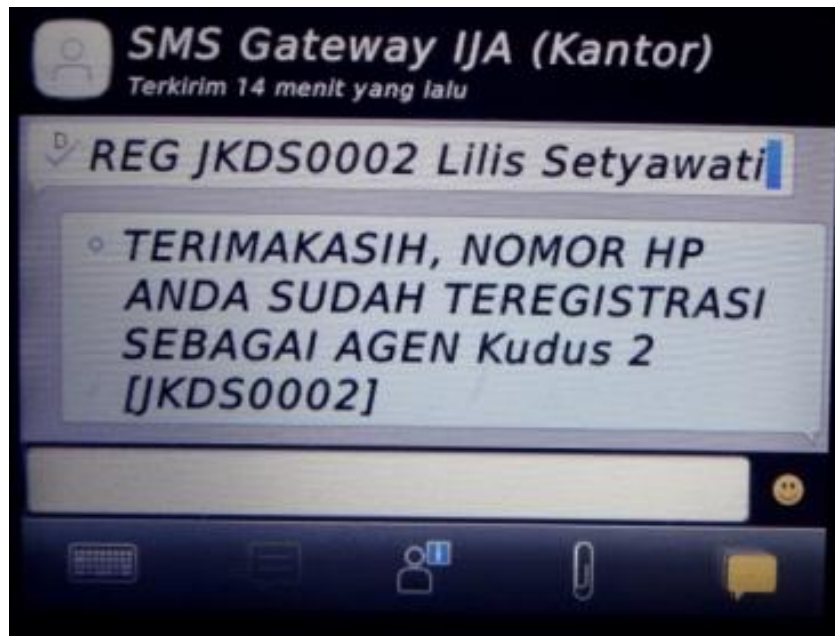 SMS Gateway IJA (Kantor)
Terkirim 14 menit yang lalu
D
REG JKDS0002 Lilis Setyawati
TERIMAKASIH, NOMOR HP
ANDA SUDAH TEREGISTRASI
SEBAGAI AGEN Kudus 2
[JKDS0002]